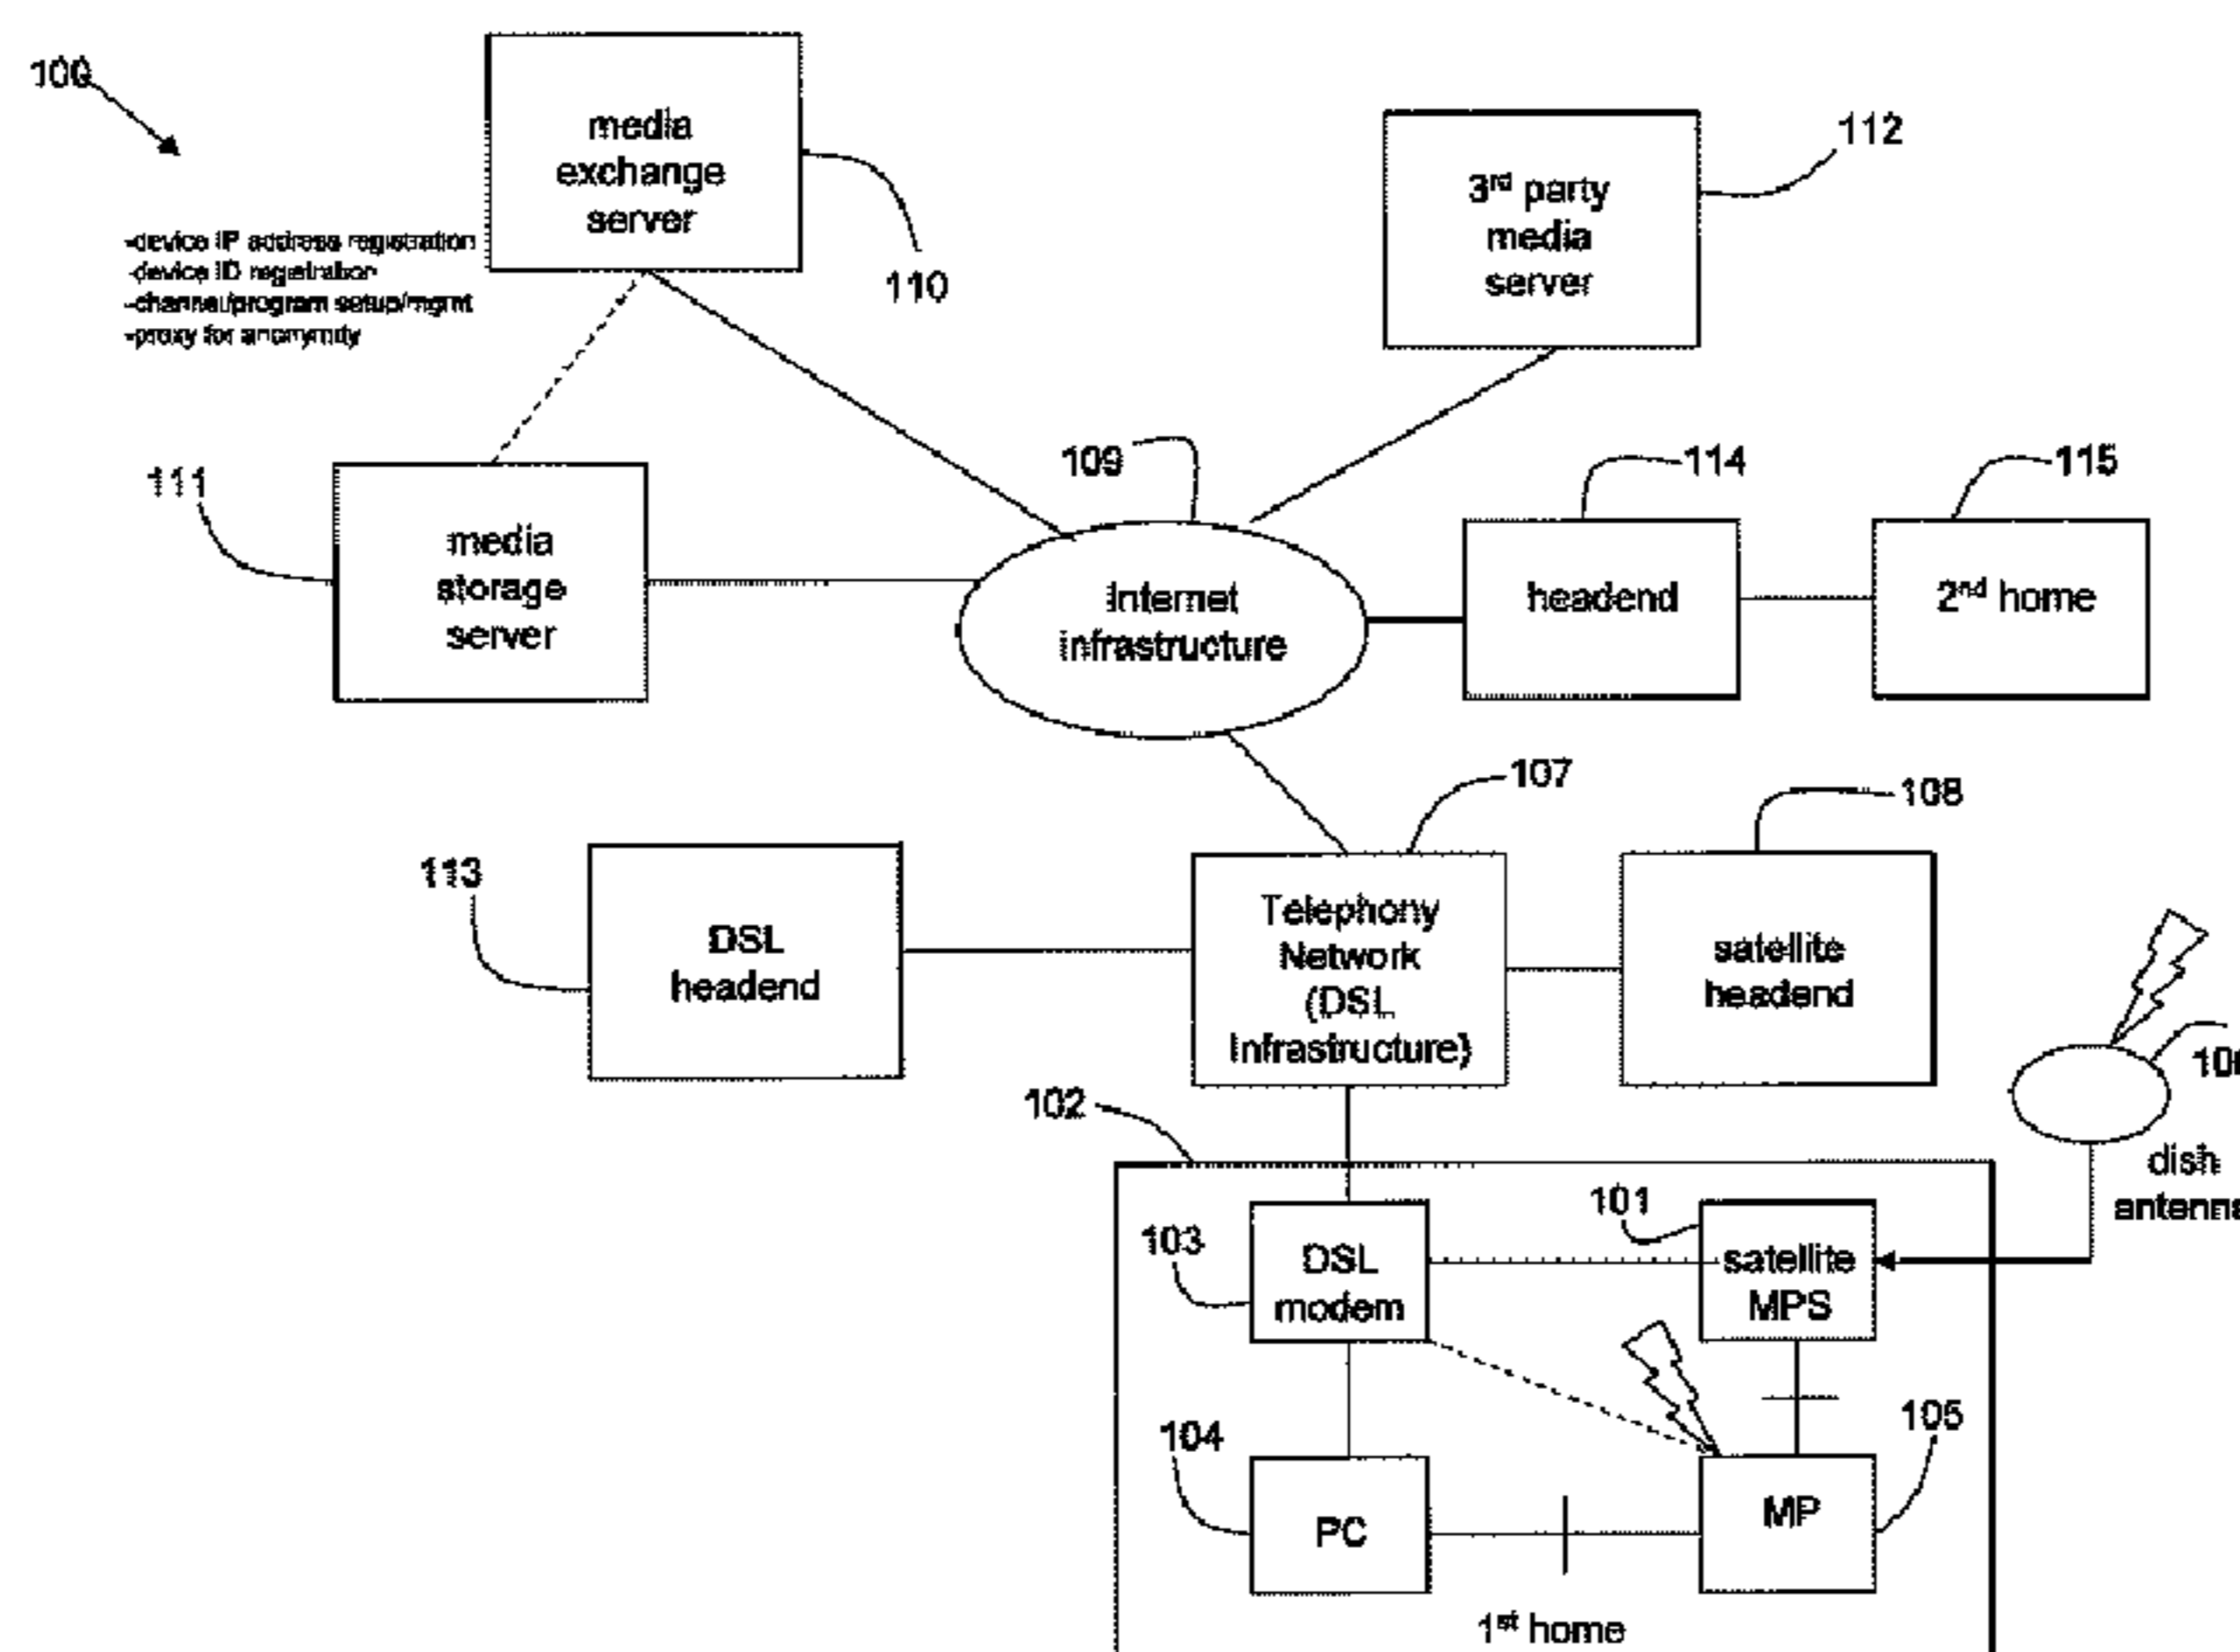 100
media
exchange
server
110
-device IP address registration
-device ID registration
-channel/program setup/mgmt
-proxy for anonymity
3rd party
media
server
112
111
media
storage
server
109
Internet
infrastructure
114
headend
115
2nd home
113
DSL
headend
107
Telephony
Network
(DSL
Infrastructure)
108
satellite
headend
10
dish
antenna
102
103
DSL
modem
101
satellite
MPS
104
PC
105
MP
1st home